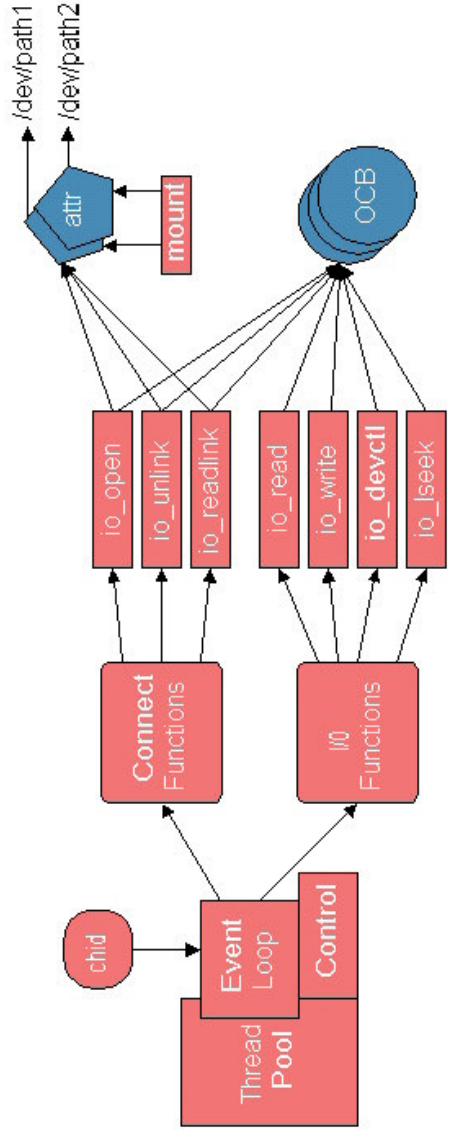 /dev/path1
/dev/path2
attr
mount
OCB
io_open
io_unlink
io_readlink
io_read
io_write
io_devctl
io_lseek
Connect
Functions
I/0
Functions
chid
Event
Loop
Control
Thread
Pool